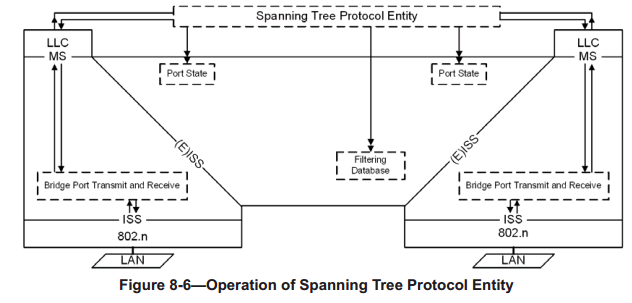 Spanning Tree Protocol Entity
LLC
MS
LLC
MS
Port State
Port State
(E)ISS
(E)ISS
Filtering
Database
Bridge Port Transmit and Receive
Bridge Port Transmit and Receive
ISS
ISS
802.n
802.n
LAN
LAN
Figure 8-6—Operation of Spanning Tree Protocol Entity